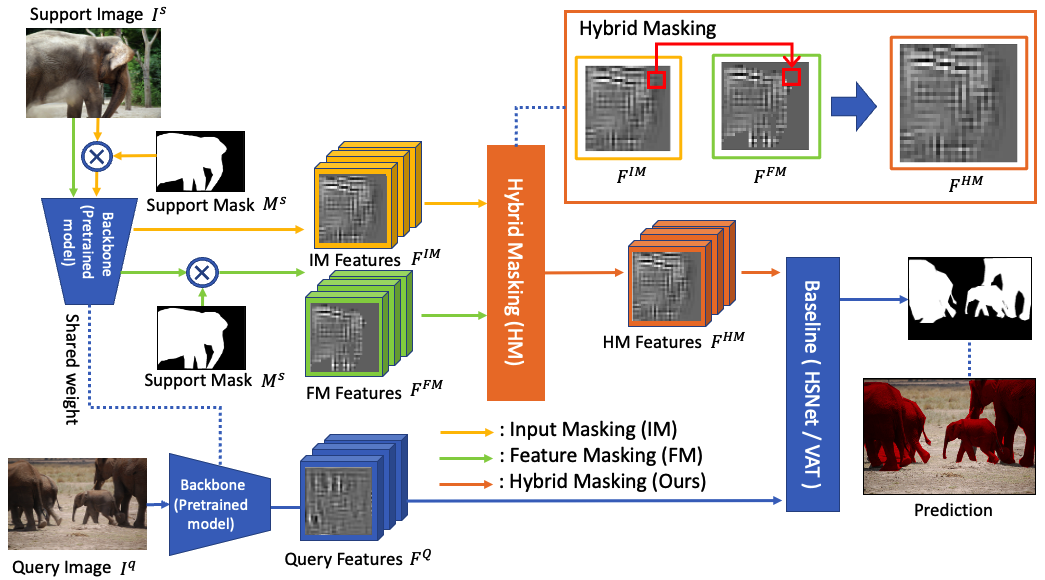 Support Image I^s
Hybrid Masking
F^IM
F^FM
F^HM
Support Mask M^s
Backbone
(Pretrained
model)
IM Features F^IM
Hybrid Masking (HM)
Support Mask M^s
FM Features F^FM
HM Features F^HM
Baseline ( HSNet / VAT )
Shared weight
: Input Masking (IM)
: Feature Masking (FM)
: Hybrid Masking (Ours)
Backbone
(Pretrained
model)
Prediction
Query Image I^q
Query Features F^Q